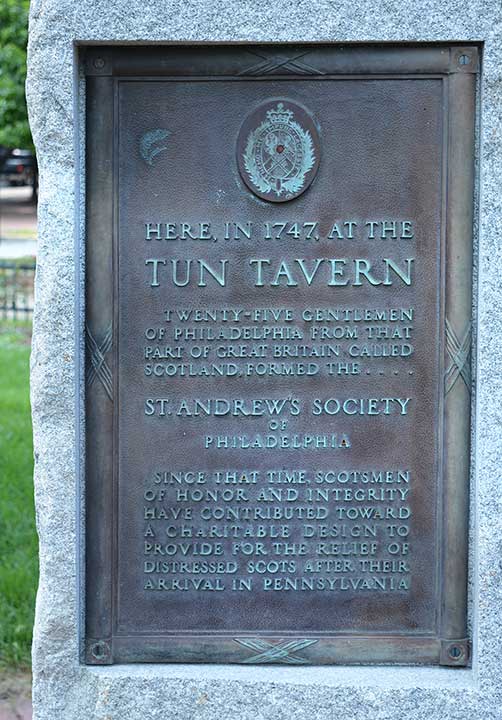 HERE, IN 1747, AT THE
TUN TAVERN
TWENTY-FIVE GENTLEMEN
OF PHILADELPHIA FROM THAT
PART OF GREAT BRITAIN CALLED
SCOTLAND, FORMED THE....
ST. ANDREW'S SOCIETY
OF
PHILADELPHIA
SINCE THAT TIME, SCOTSMEN
OF HONOR AND INTEGRITY
HAVE CONTRIBUTED TOWARD
A CHARITABLE DESIGN TO
PROVIDE FOR THE RELIEF OF
DISTRESSED SCOTS AFTER THEIR
ARRIVAL IN PENNSYLVANIA